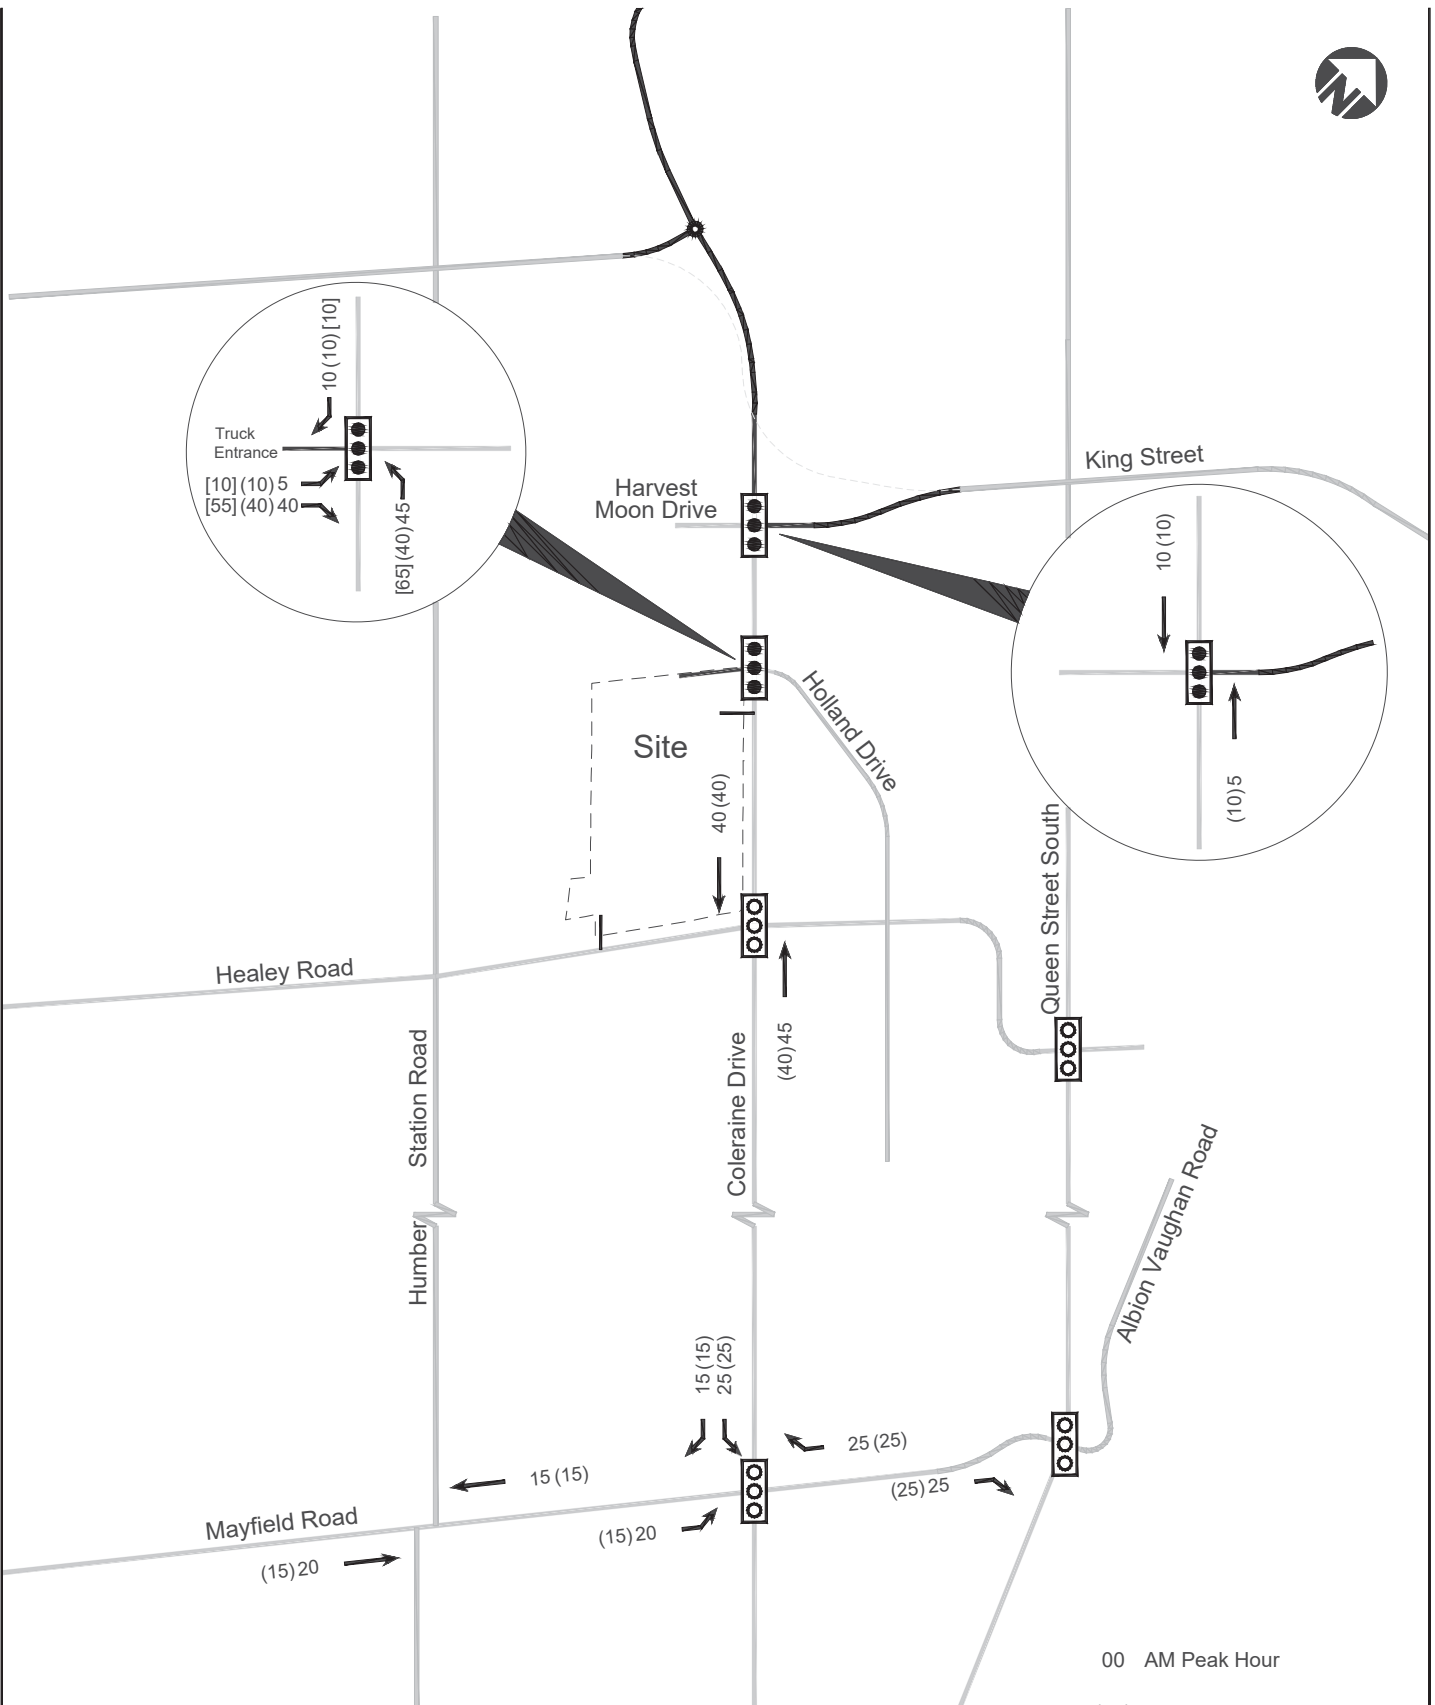 N
10 (10) [10]
Truck
Entrance
[10] (10) 5
[55] (40) 40
[65] (40) 45
King Street
Harvest
Moon Drive
10 (10)
(10) 5
Holland Drive
Site
40 (40)
Queen Street South
Healey Road
(40) 45
Station Road
Coleraine Drive
Humber
Albion Vaughan Road
15 (15)
25 (25)
25 (25)
15 (15)
(25) 25
Mayfield Road
(15) 20
(15) 20
00 AM Peak Hour